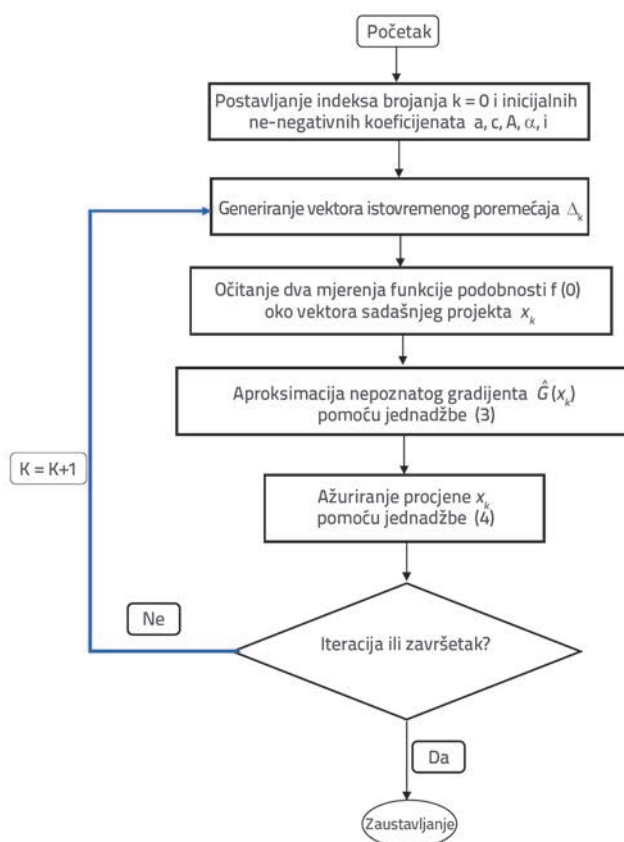 Početak
Postavljanje indeksa brojanja k = 0 i inicijalnih
ne-negativnih koeficijenata a, c, A, α, i
Generiranje vektora istovremenog poremećaja Δk
Očitanje dva mjerenja funkcije podobnosti f (0)
oko vektora sadašnjeg projekta xk
Aproksimacija nepoznatog gradijenta Ĝ(xk)
pomoću jednadžbe (3)
K = K+1
Ažuriranje procjene xk
pomoću jednadžbe (4)
Ne
Iteracija ili završetak?
Da
Zaustavljanje